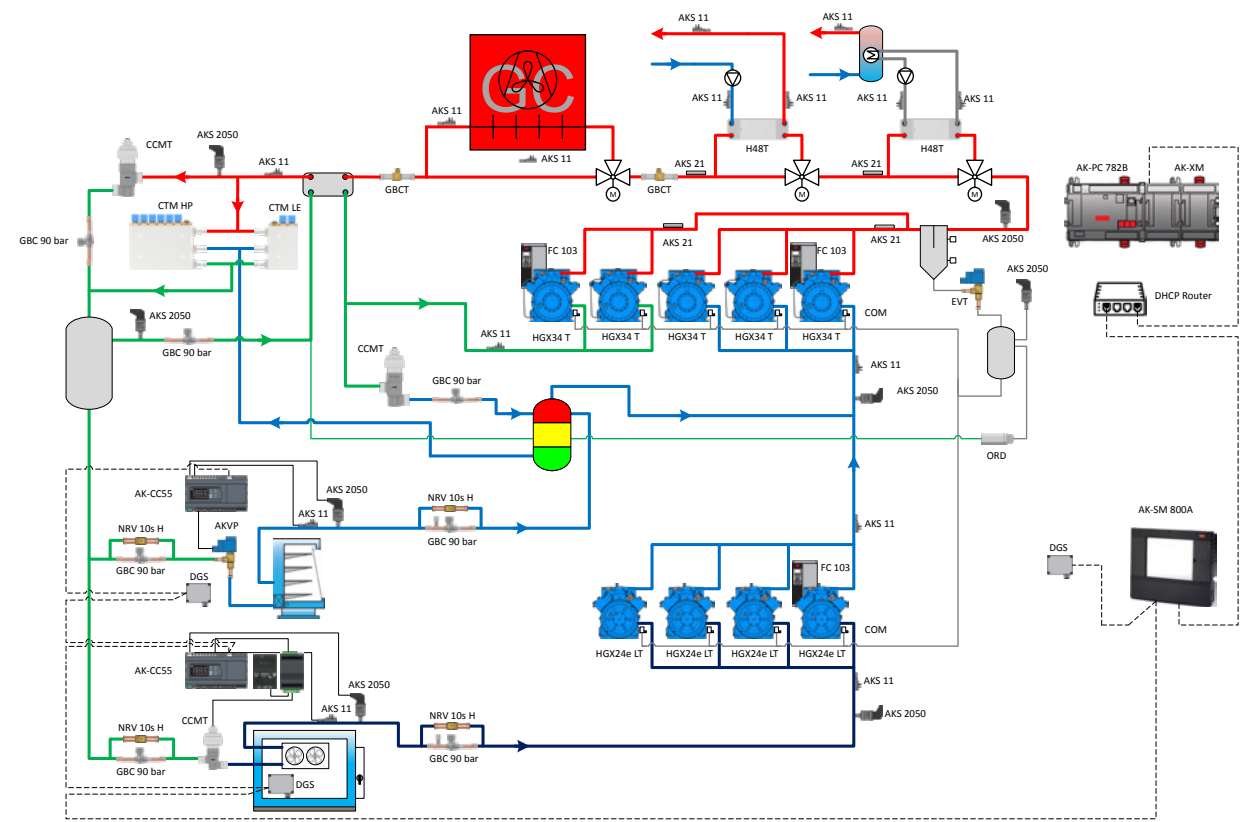 AKS 11
AKS 11
GC
AKS 11
AKS 11
AKS 11
AKS 11
AKS 11
AKS 11
H48T
H48T
AKS 2050
CCMT
AKS 11
AKS 11
GBCT
GBCT
AKS 21
AKS 21
M
M
M
AK-PC 782B
AK-XM
CTM HP
CTM LE
GBC 90 bar
AKS 21
AKS 21
AKS 2050
FC 103
FC 103
EVT
AKS 2050
DHCP Router
COM
HGX34 T
HGX34 T
HGX34 T
HGX34 T
HGX34 T
AKS 2050
GBC 90 bar
AKS 11
CCMT
GBC 90 bar
AKS 11
AKS 2050
ORD
AK-CC55
AKS 2050
AKS 11
NRV 10s H
GBC 90 bar
NRV 10s H
AKVP
GBC 90 bar
DGS
AKS 11
AK-SM 800A
DGS
FC 103
COM
HGX24e LT
HGX24e LT
HGX24e LT
HGX24e LT
AK-CC55
AKS 2050
AKS 11
AKS 11
AKS 2050
CCMT
NRV 10s H
GBC 90 bar
NRV 10s H
GBC 90 bar
DGS